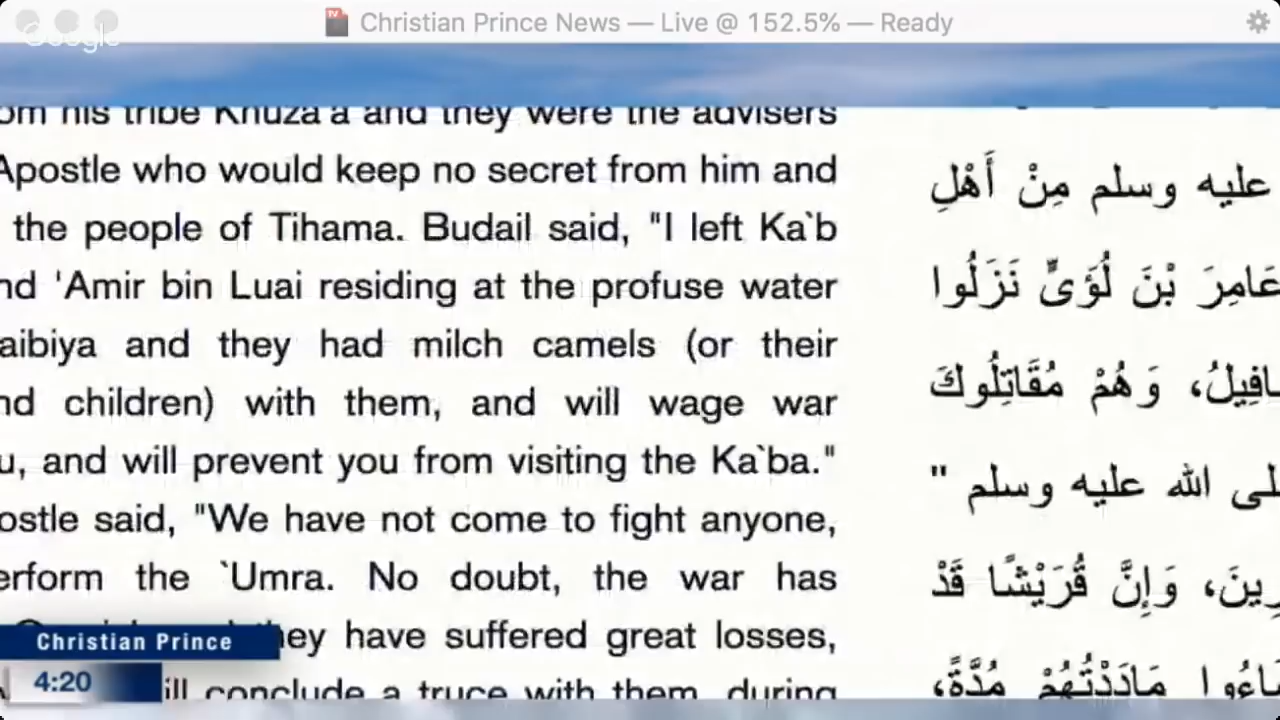 Christian Prince News — Live @ 152.5% — Ready
Google
om his tribe Khuza`a and they were the advisers
Apostle who would keep no secret from him and
the people of Tihama. Budail said, "I left Ka`b
nd 'Amir bin Luai residing at the profuse water
aibiya and they had milch camels (or their
nd children) with them, and will wage war
u, and will prevent you from visiting the Ka`ba."
ostle said, "We have not come to fight anyone,
erform the `Umra. No doubt, the war has
they have suffered great losses,
ill conclude a truce with them, during
عليه وسلم مِنْ أَهْلِ
عَامِرَ بْنَ لُؤَىٍّ نَزَلُوا
ـافِيلُ، وَهُمْ مُقَاتِلُوكَ
لى الله عليه وسلم "
رِينَ، وَإِنَّ قُرَيْشًا قَدْ
اءُوا مَادَدْتُهُمْ مُدَّةً،
Christian Prince
4:20